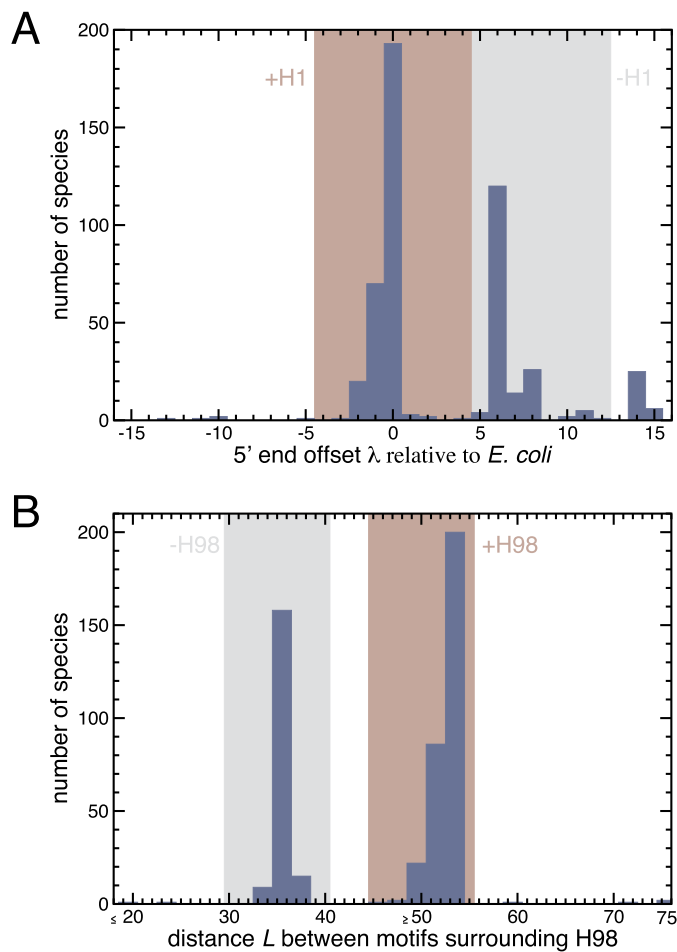 A
200
150
100
50
0
number of species
+H1
-H1
-15 -10 -5 0 5 10 15
5’ end offset λ relative to E. coli
B
200
150
100
50
0
number of species
-H98
+H98
≤ 20 30 40 ≥ 50 60 70 75
distance L between motifs surrounding H98